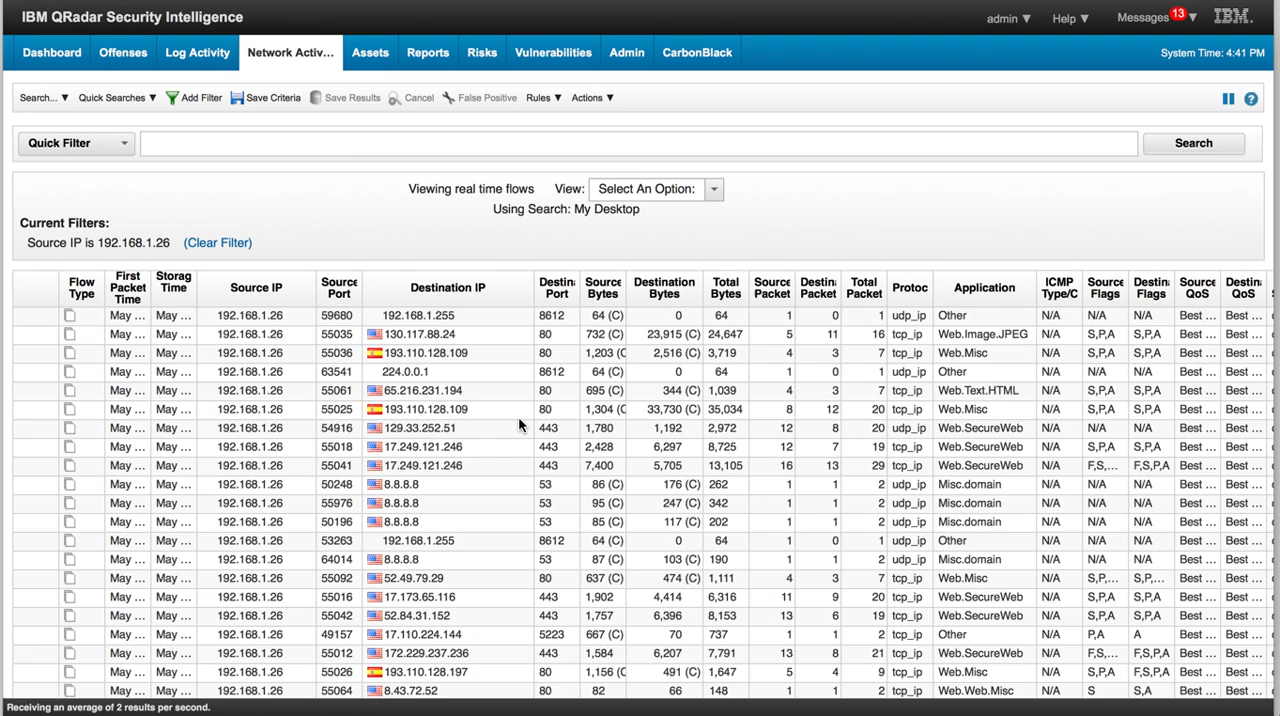 IBM QRadar Security Intelligence admin ▼ Help ▼ Messages 13 ▼ IBM.
Dashboard Offenses Log Activity Network Activ... Assets Reports Risks Vulnerabilities Admin CarbonBlack System Time: 4:41 PM
Search... ▼ Quick Searches ▼ Add Filter Save Criteria Save Results Cancel False Positive Rules ▼ Actions ▼
Quick Filter Search
Viewing real time flows View: Select An Option:
Using Search: My Desktop
Current Filters:
Source IP is 192.168.1.26 (Clear Filter)
Flow Type First Packet Time Storag Time Source IP Source Port Destination IP Destin Port Source Bytes Destination Bytes Total Bytes Source Packet Destin Packet Total Packet Protoc Application ICMP Type/C Source Flags Destin Flags Source QoS Destin QoS
May ... May ... 192.168.1.26 59680 192.168.1.255 8612 64 (C) 0 64 1 0 1 udp_ip Other N/A N/A N/A Best ... Best ...
May ... May ... 192.168.1.26 55035 130.117.88.24 80 732 (C) 23,915 (C) 24,647 5 11 16 tcp_ip Web.Image.JPEG N/A S,P,A S,P,A Best ... Best ...
May ... May ... 192.168.1.26 55036 193.110.128.109 80 1,203 (C 2,516 (C) 3,719 4 3 7 tcp_ip Web.Misc N/A S,P,A S,P,A Best ... Best ...
May ... May ... 192.168.1.26 63541 224.0.0.1 8612 64 (C) 0 64 1 0 1 udp_ip Other N/A N/A N/A Best ... Best ...
May ... May ... 192.168.1.26 55061 65.216.231.194 80 695 (C) 344 (C) 1,039 4 3 7 tcp_ip Web.Text.HTML N/A S,P,A S,P,A Best ... Best ...
May ... May ... 192.168.1.26 55025 193.110.128.109 80 1,304 (C 33,730 (C) 35,034 8 12 20 tcp_ip Web.Misc N/A S,P,A S,P,A Best ... Best ...
May ... May ... 192.168.1.26 54916 129.33.252.51 443 1,780 1,192 2,972 12 8 20 tcp_ip Web.SecureWeb N/A S,P,A S,P,A Best ... Best ...
May ... May ... 192.168.1.26 55018 17.249.121.246 443 2,428 6,297 8,725 12 7 19 tcp_ip Web.SecureWeb N/A S,P,A S,P,A Best ... Best ...
May ... May ... 192.168.1.26 55041 17.249.121.246 443 7,400 5,705 13,105 16 13 29 tcp_ip Web.SecureWeb N/A F,S,... F,S,P,A Best ... Best ...
May ... May ... 192.168.1.26 50248 8.8.8.8 53 86 (C) 176 (C) 262 1 1 2 udp_ip Misc.domain N/A N/A N/A Best ... Best ...
May ... May ... 192.168.1.26 55976 8.8.8.8 53 95 (C) 247 (C) 342 1 1 2 udp_ip Misc.domain N/A N/A N/A Best ... Best ...
May ... May ... 192.168.1.26 50196 8.8.8.8 53 85 (C) 117 (C) 202 1 1 2 udp_ip Misc.domain N/A N/A N/A Best ... Best ...
May ... May ... 192.168.1.26 53263 192.168.1.255 8612 64 (C) 0 64 1 0 1 udp_ip Other N/A N/A N/A Best ... Best ...
May ... May ... 192.168.1.26 64014 8.8.8.8 53 87 (C) 103 (C) 190 1 1 2 udp_ip Misc.domain N/A N/A N/A Best ... Best ...
May ... May ... 192.168.1.26 55092 52.49.79.29 80 637 (C) 474 (C) 1,111 4 3 7 tcp_ip Web.Misc N/A S,P,... S,P,... Best ... Best ...
May ... May ... 192.168.1.26 55016 17.173.65.116 443 1,902 4,414 6,316 11 9 20 tcp_ip Web.SecureWeb N/A S,P,A S,P,A Best ... Best ...
May ... May ... 192.168.1.26 55042 52.84.31.152 443 1,757 6,396 8,153 13 6 19 tcp_ip Web.SecureWeb N/A S,P,A S,P,A Best ... Best ...
May ... May ... 192.168.1.26 49157 17.110.224.144 5223 667 (C) 70 737 1 1 2 tcp_ip Other N/A P,A A Best ... Best ...
May ... May ... 192.168.1.26 55012 172.229.237.236 443 1,584 6,207 7,791 13 8 21 tcp_ip Web.SecureWeb N/A F,S,... F,S,P,A Best ... Best ...
May ... May ... 192.168.1.26 55026 193.110.128.197 80 1,156 (C 491 (C) 1,647 5 4 9 tcp_ip Web.Misc N/A S,P,A F,S,P,A Best ... Best ...
May ... May ... 192.168.1.26 55064 8.43.72.52 80 82 66 148 1 1 2 tcp_ip Web.Web.Misc N/A S S,A Best ... Best ...
Receiving an average of 2 results per second.